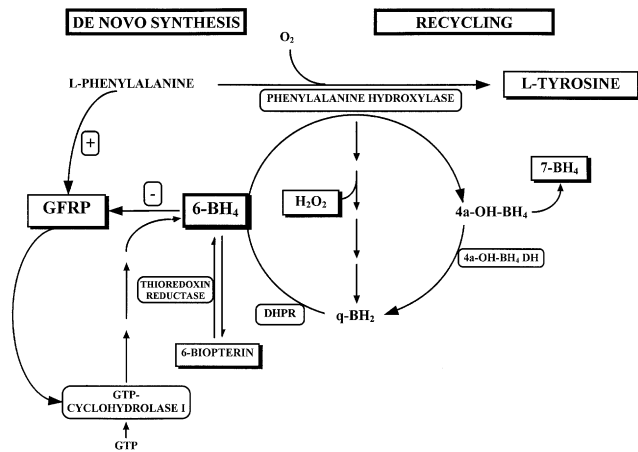 DE NOVO SYNTHESIS
RECYCLING
O₂
L-PHENYLALANINE
L-TYROSINE
PHENYLALANINE HYDROXYLASE
+
-
7-BH₄
GFRP
6-BH₄
H₂O₂
4a-OH-BH₄
4a-OH-BH₄ DH
THIOREDOXIN
REDUCTASE
DHPR
q-BH₂
6-BIOPTERIN
GTP-
CYCLOHYDROLASE I
GTP